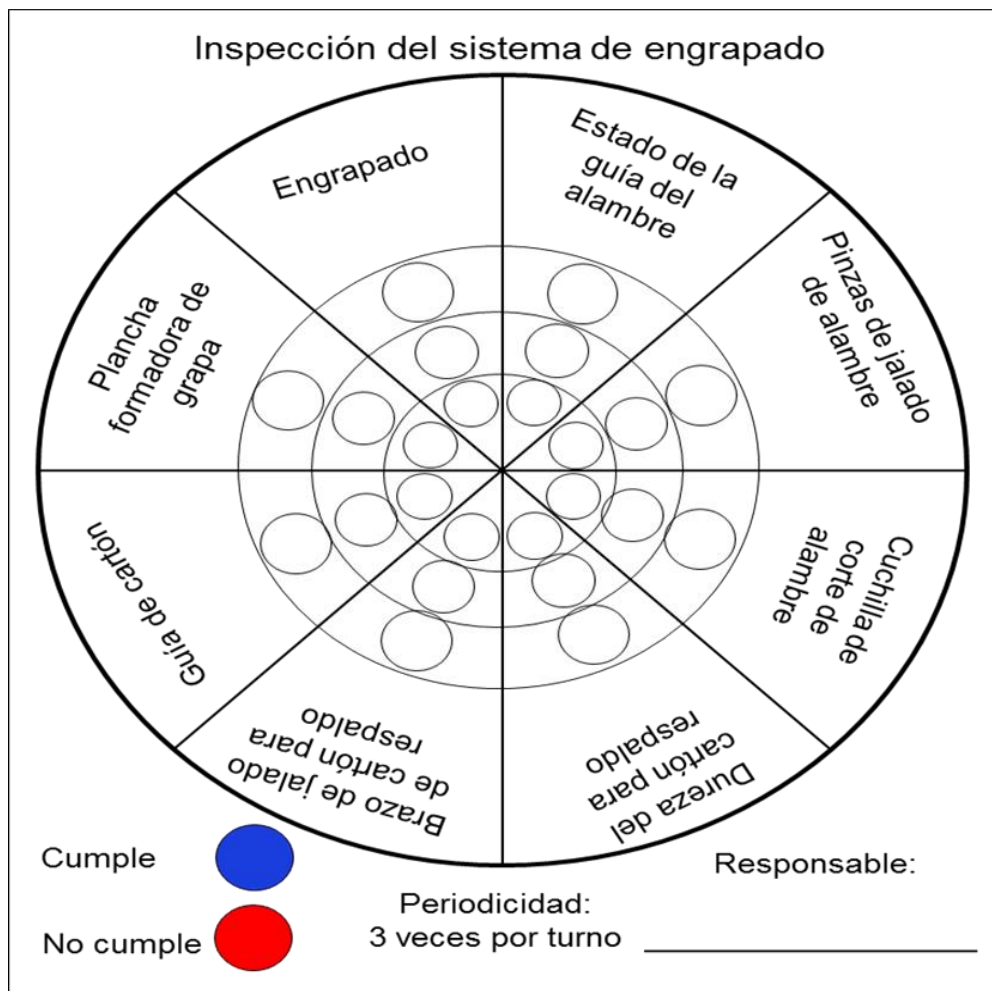 Inspección del sistema de engrapado
Engrapado
Estado de la
guía del
alambre
Pinzas de jalado
de alambre
Cuchilla de
corte de
alambre
Dureza del
cartón para
respaldo
Brazo de jalado
de cartón para
respaldo
Guía de cartón
Plancha
formadora de
grapa
Cumple
No cumple
Periodicidad:
3 veces por turno
Responsable: